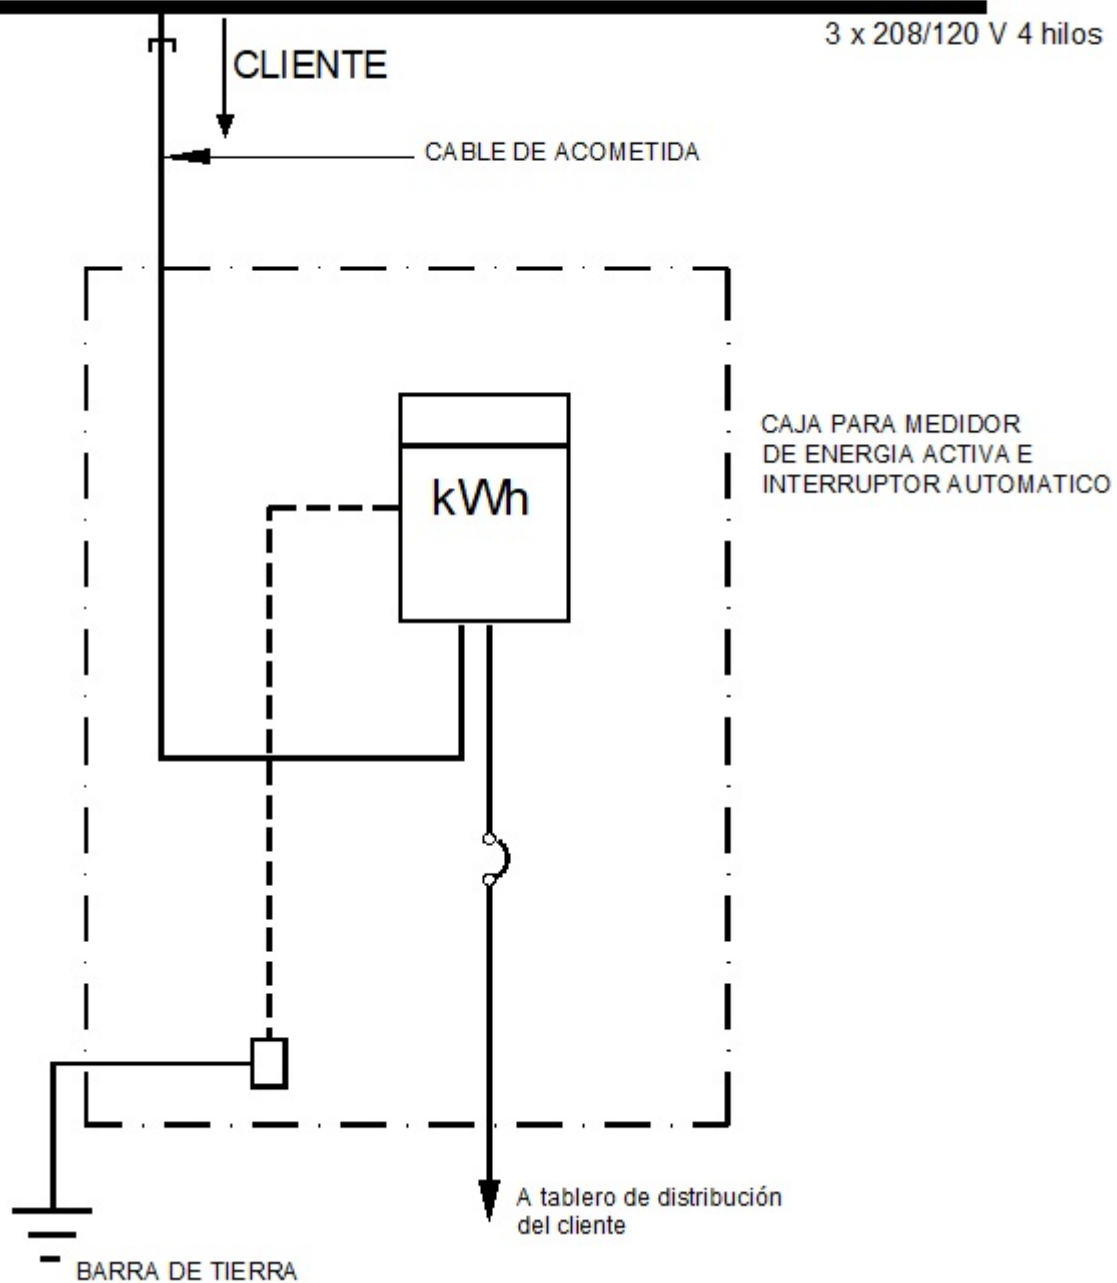 3 x 208/120 V 4 hilos
CLIENTE
CABLE DE ACOMETIDA
CAJA PARA MEDIDOR
DE ENERGIA ACTIVA E
INTERRUPTOR AUTOMATICO
kWh
A tablero de distribución
del cliente
BARRA DE TIERRA